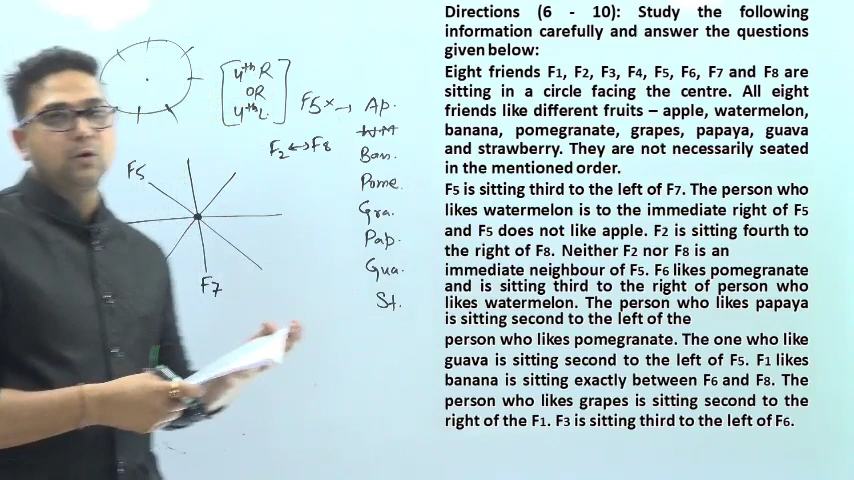 4th R
OR
4th L
F5 × → Ap.
WM
F2 ↔ F8
Ban.
Pome.
Gra.
Pap.
Gua.
St.
F5
F7
Directions (6 - 10): Study the following
information carefully and answer the questions
given below:
Eight friends F1, F2, F3, F4, F5, F6, F7 and F8 are
sitting in a circle facing the centre. All eight
friends like different fruits – apple, watermelon,
banana, pomegranate, grapes, papaya, guava
and strawberry. They are not necessarily seated
in the mentioned order.
F5 is sitting third to the left of F7. The person who
likes watermelon is to the immediate right of F5
and F5 does not like apple. F2 is sitting fourth to
the right of F8. Neither F2 nor F8 is an
immediate neighbour of F5. F6 likes pomegranate
and is sitting third to the right of person who
likes watermelon. The person who likes papaya
is sitting second to the left of the
person who likes pomegranate. The one who like
guava is sitting second to the left of F5. F1 likes
banana is sitting exactly between F6 and F8. The
person who likes grapes is sitting second to the
right of the F1. F3 is sitting third to the left of F6.